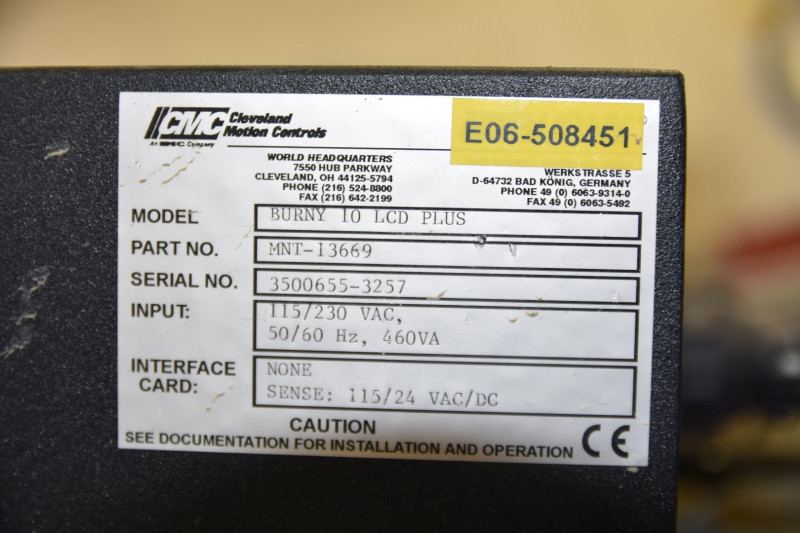 CMC Cleveland
Motion Controls
An IMC Company
E06-508451
WORLD HEADQUARTERS
7550 HUB PARKWAY
CLEVELAND, OH 44125-5794
PHONE (216) 524-8800
FAX (216) 642-2199
WERKSTRASSE 5
D-64732 BAD KÖNIG, GERMANY
PHONE 49 (0) 6063-9314-0
FAX 49 (0) 6063-5492
MODEL BURNY 10 LCD PLUS
PART NO. MNT-13669
SERIAL NO. 3500655-3257
INPUT: 115/230 VAC,
50/60 Hz, 460VA
INTERFACE CARD: NONE
SENSE: 115/24 VAC/DC
CAUTION
SEE DOCUMENTATION FOR INSTALLATION AND OPERATION CE